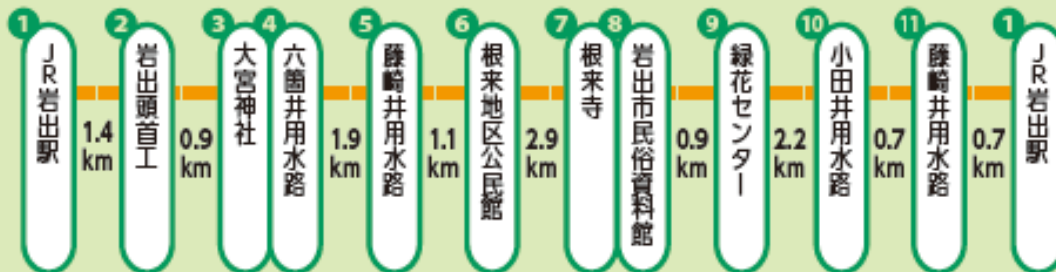 1
JR岩出駅
1.4 km
2
岩出頭首工
0.9 km
3
大宮神社
4
六箇井用水路
1.9 km
5
藤崎井用水路
1.1 km
6
根来地区公民館
2.9 km
7
根来寺
8
岩出市民俗資料館
0.9 km
9
緑花センター
2.2 km
10
小田井用水路
0.7 km
11
藤崎井用水路
0.7 km
1
JR岩出駅